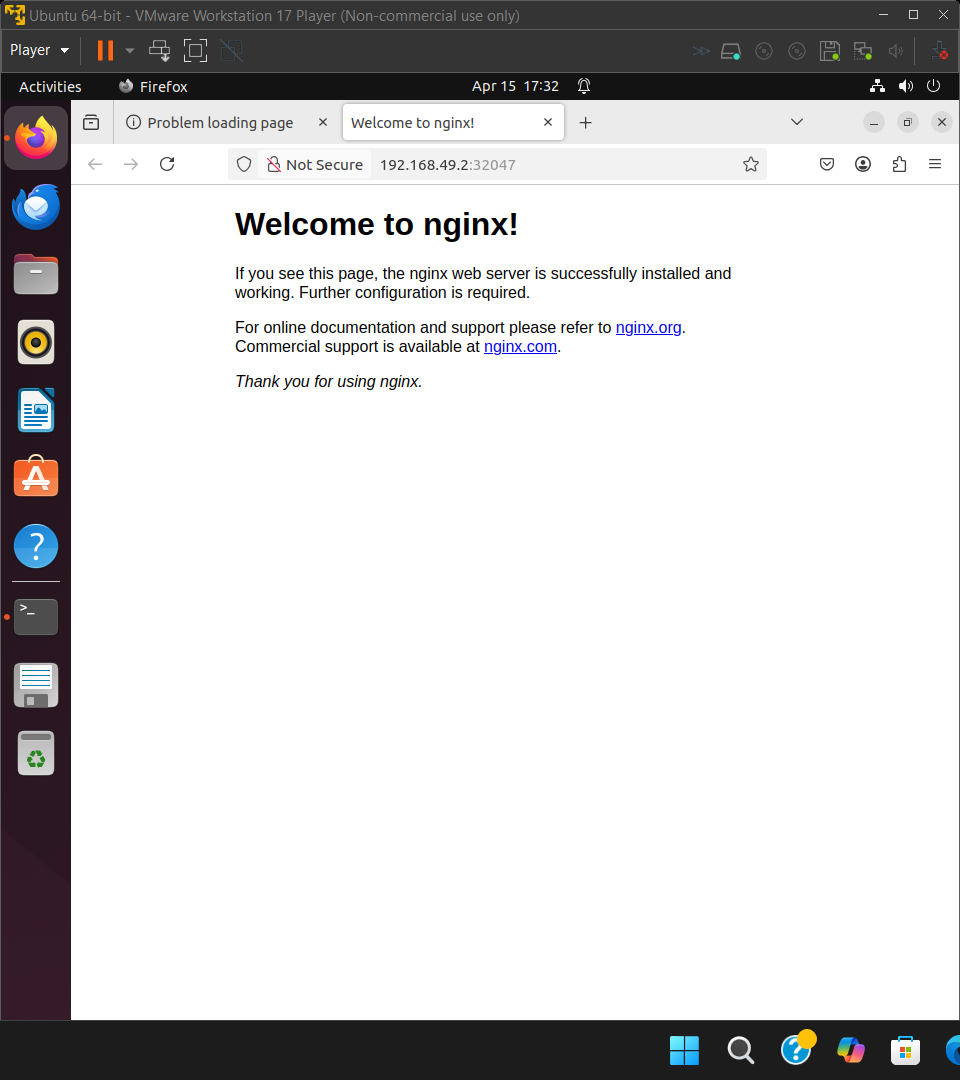 Ubuntu 64-bit - VMware Workstation 17 Player (Non-commercial use only)
Player
Activities
Firefox
Apr 15 17:32
Problem loading page
Welcome to nginx!
Not Secure
192.168.49.2:32047
Welcome to nginx!
If you see this page, the nginx web server is successfully installed and
working. Further configuration is required.
For online documentation and support please refer to nginx.org.
Commercial support is available at nginx.com.
Thank you for using nginx.